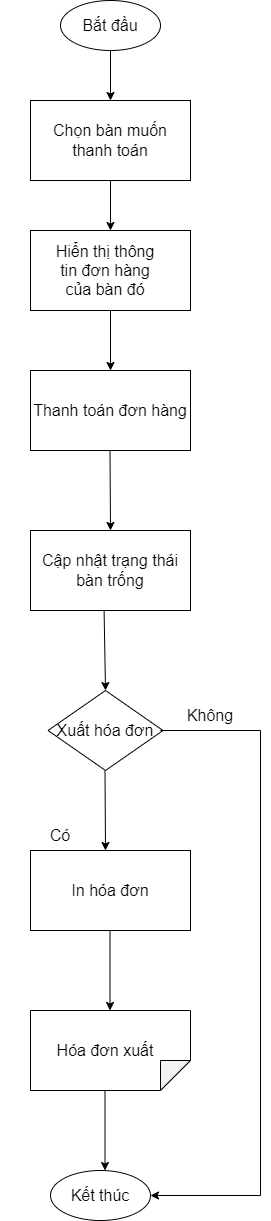 Bắt đầu
Chọn bàn muốn
thanh toán
Hiển thị thông
tin đơn hàng
của bàn đó
Thanh toán đơn hàng
Cập nhật trạng thái
bàn trống
Xuất hóa đơn
Không
Có
In hóa đơn
Hóa đơn xuất
Kết thúc